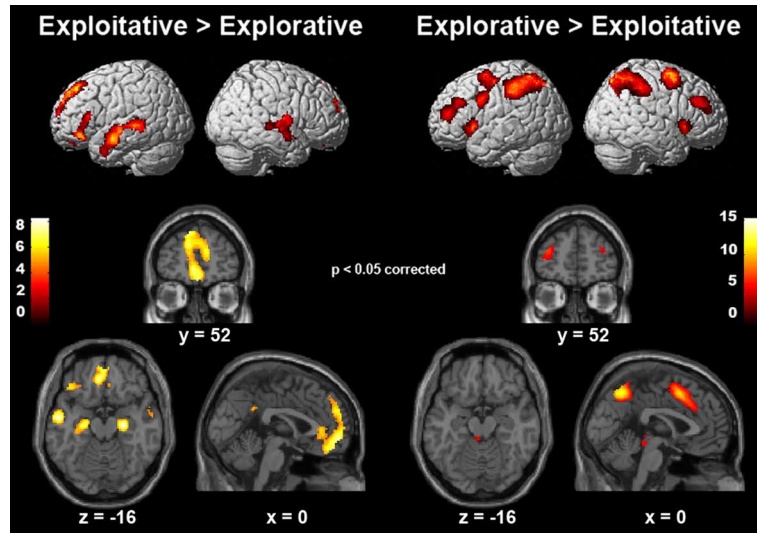 Exploitative > Explorative
Explorative > Exploitative
8
6
4
2
0
15
10
5
0
p < 0.05 corrected
y = 52
y = 52
z = -16
x = 0
z = -16
x = 0